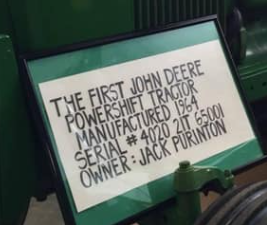 THE FIRST JOHN DEERE
POWERSHIFT TRACTOR
MANUFACTURED 1964
SERIAL # 4020 21T 65001
OWNER: JACK PURINTON